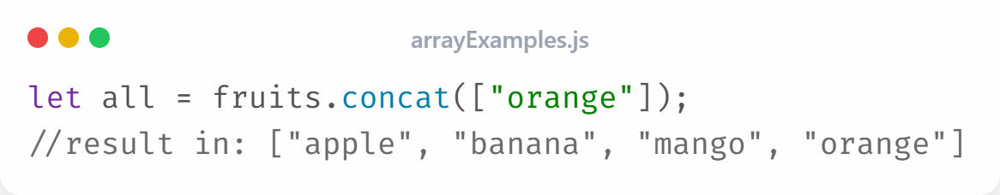 arrayExamples.js
let all = fruits.concat(["orange"]);
//result in: ["apple", "banana", "mango", "orange"]